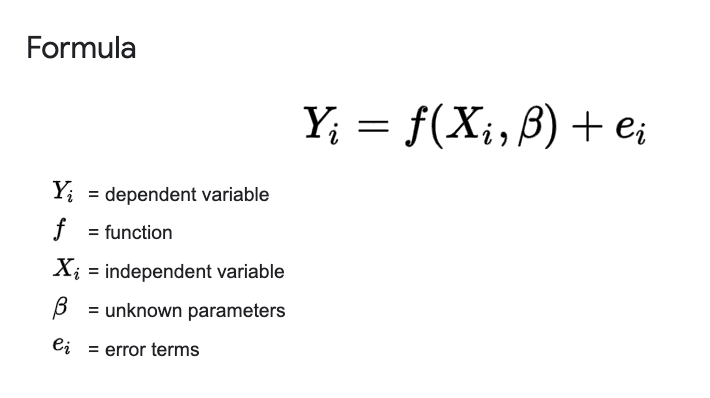 Formula
Yᵢ = f(Xᵢ, β) + eᵢ
Yᵢ = dependent variable
f = function
Xᵢ = independent variable
β = unknown parameters
eᵢ = error terms